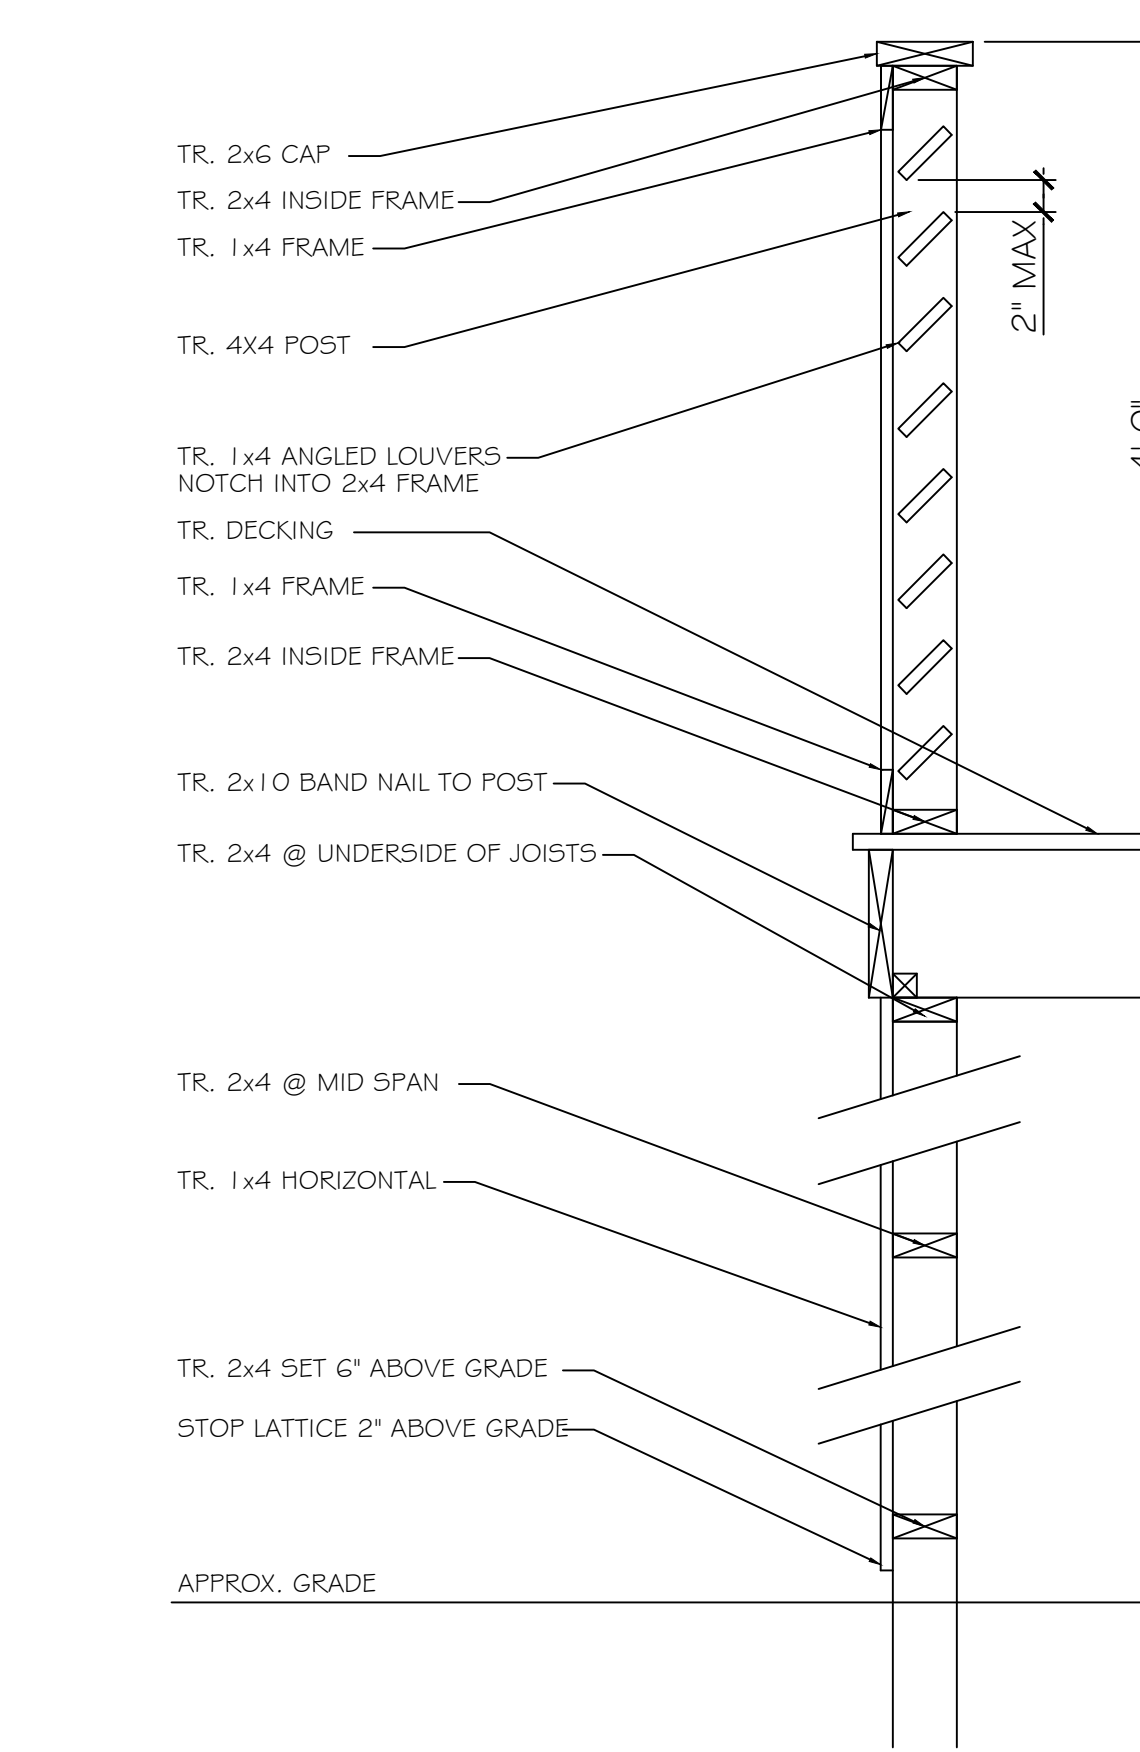 TR. 2x6 CAP
TR. 2x4 INSIDE FRAME
TR. 1x4 FRAME
2" MAX
TR. 4X4 POST
TR. 1x4 ANGLED LOUVERS
NOTCH INTO 2x4 FRAME
TR. DECKING
TR. 1x4 FRAME
TR. 2x4 INSIDE FRAME
TR. 2x10 BAND NAIL TO POST
TR. 2x4 @ UNDERSIDE OF JOISTS
TR. 2x4 @ MID SPAN
TR. 1x4 HORIZONTAL
TR. 2x4 SET 6" ABOVE GRADE
STOP LATTICE 2" ABOVE GRADE
APPROX. GRADE